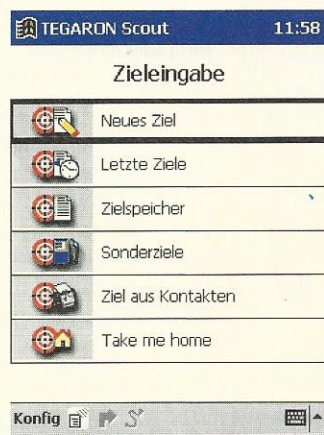 TEGARON Scout 11:58
Zieleingabe
Neues Ziel
Letzte Ziele
Zielspeicher
Sonderziele
Ziel aus Kontakten
Take me home
Konfig